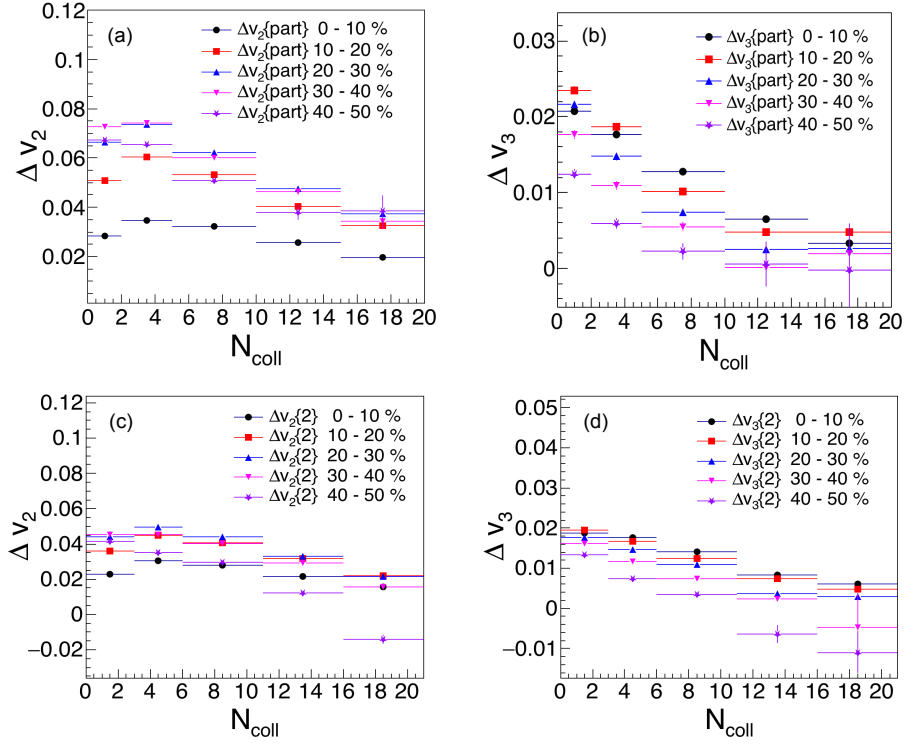 (a)
Δv₂{part} 0 - 10 %
Δv₂{part} 10 - 20 %
Δv₂{part} 20 - 30 %
Δv₂{part} 30 - 40 %
Δv₂{part} 40 - 50 %
0.12
0.1
0.08
0.06
0.04
0.02
Δ v₂
0 2 4 6 8 10 12 14 16 18 20
N_coll
(b)
Δv₃{part} 0 - 10 %
Δv₃{part} 10 - 20 %
Δv₃{part} 20 - 30 %
Δv₃{part} 30 - 40 %
Δv₃{part} 40 - 50 %
0.03
0.02
0.01
0
Δ v₃
0 2 4 6 8 10 12 14 16 18 20
N_coll
(c)
Δv₂{2} 0 - 10 %
Δv₂{2} 10 - 20 %
Δv₂{2} 20 - 30 %
Δv₂{2} 30 - 40 %
Δv₂{2} 40 - 50 %
0.12
0.1
0.08
0.06
0.04
0.02
0
−0.02
Δ v₂
0 2 4 6 8 10 12 14 16 18 20
N_coll
(d)
Δv₃{2} 0 - 10 %
Δv₃{2} 10 - 20 %
Δv₃{2} 20 - 30 %
Δv₃{2} 30 - 40 %
Δv₃{2} 40 - 50 %
0.05
0.04
0.03
0.02
0.01
0
−0.01
Δ v₃
0 2 4 6 8 10 12 14 16 18 20
N_coll